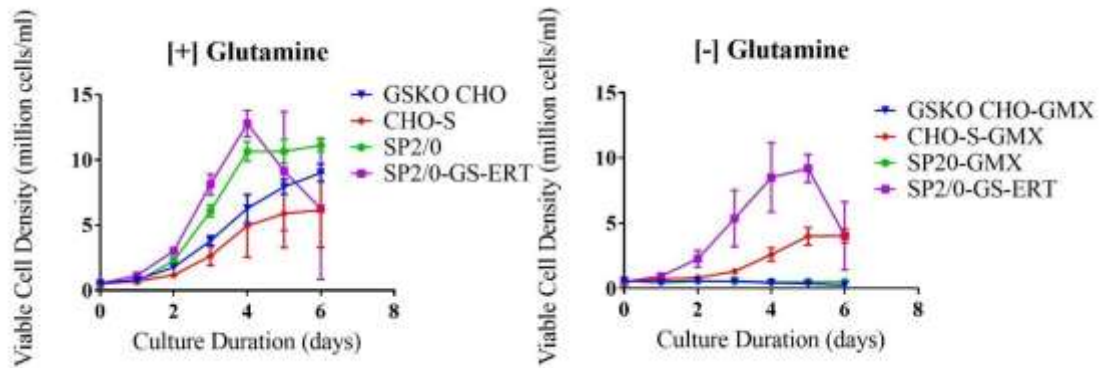 [+] Glutamine
Viable Cell Density (million cells/ml)
15
10
5
0
0 2 4 6 8
Culture Duration (days)
GSKO CHO
CHO-S
SP2/0
SP2/0-GS-ERT
[-] Glutamine
Viable Cell Density (million cells/ml)
15
10
5
0
0 2 4 6 8
Culture Duration (days)
GSKO CHO-GMX
CHO-S-GMX
SP20-GMX
SP2/0-GS-ERT